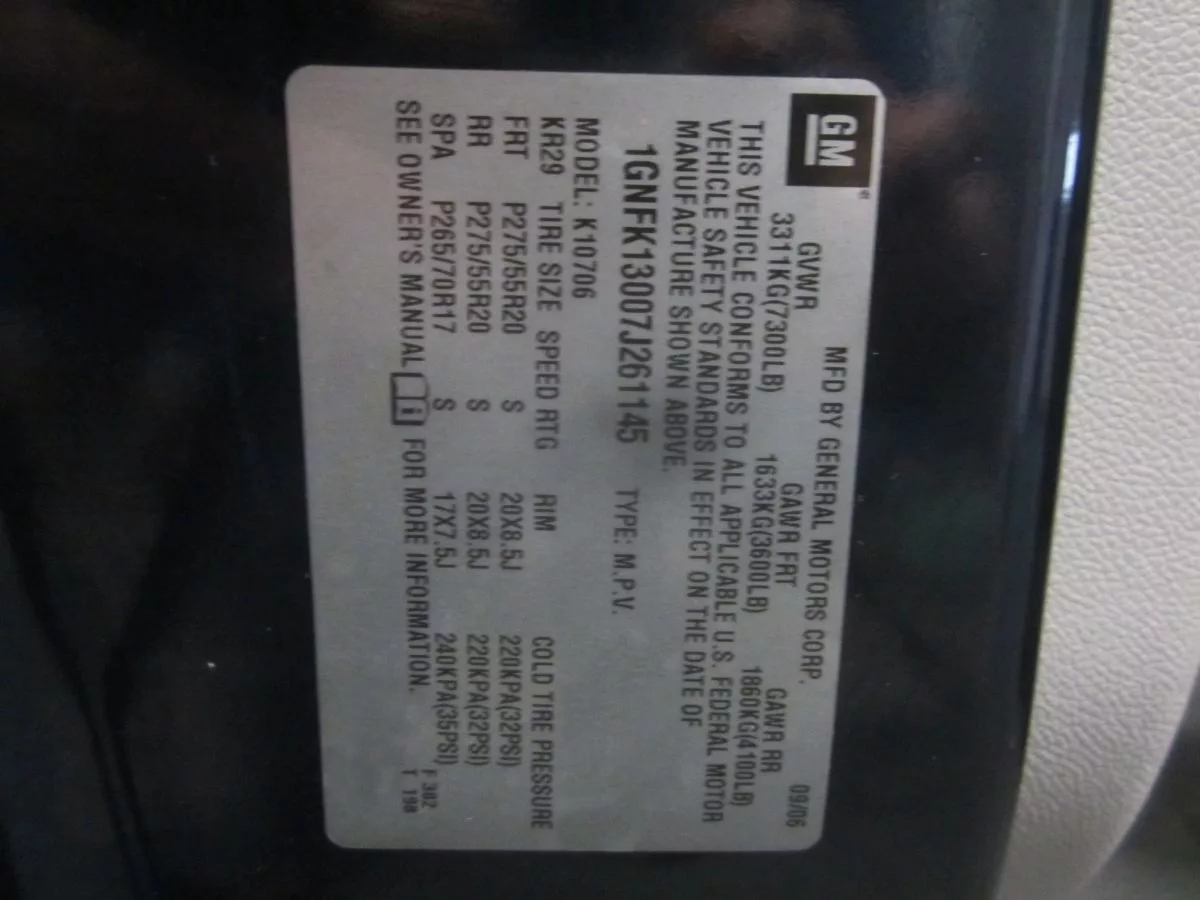 GM
MFD BY GENERAL MOTORS CORP. 09/06
GVWR GAWR FRT GAWR RR
3311KG(7300LB) 1633KG(3600LB) 1860KG(4100LB)
THIS VEHICLE CONFORMS TO ALL APPLICABLE U.S. FEDERAL MOTOR
VEHICLE SAFETY STANDARDS IN EFFECT ON THE DATE OF
MANUFACTURE SHOWN ABOVE.
1GNFK13007J261145 TYPE: M.P.V.
MODEL: K10706
KR29 TIRE SIZE SPEED RTG RIM COLD TIRE PRESSURE
FRT P275/55R20 S 20X8.5J 220KPA(32PSI)
RR P275/55R20 S 20X8.5J 220KPA(32PSI)
SPA P265/70R17 S 17X7.5J 240KPA(35PSI)
SEE OWNER'S MANUAL i FOR MORE INFORMATION.
F 382
T 198